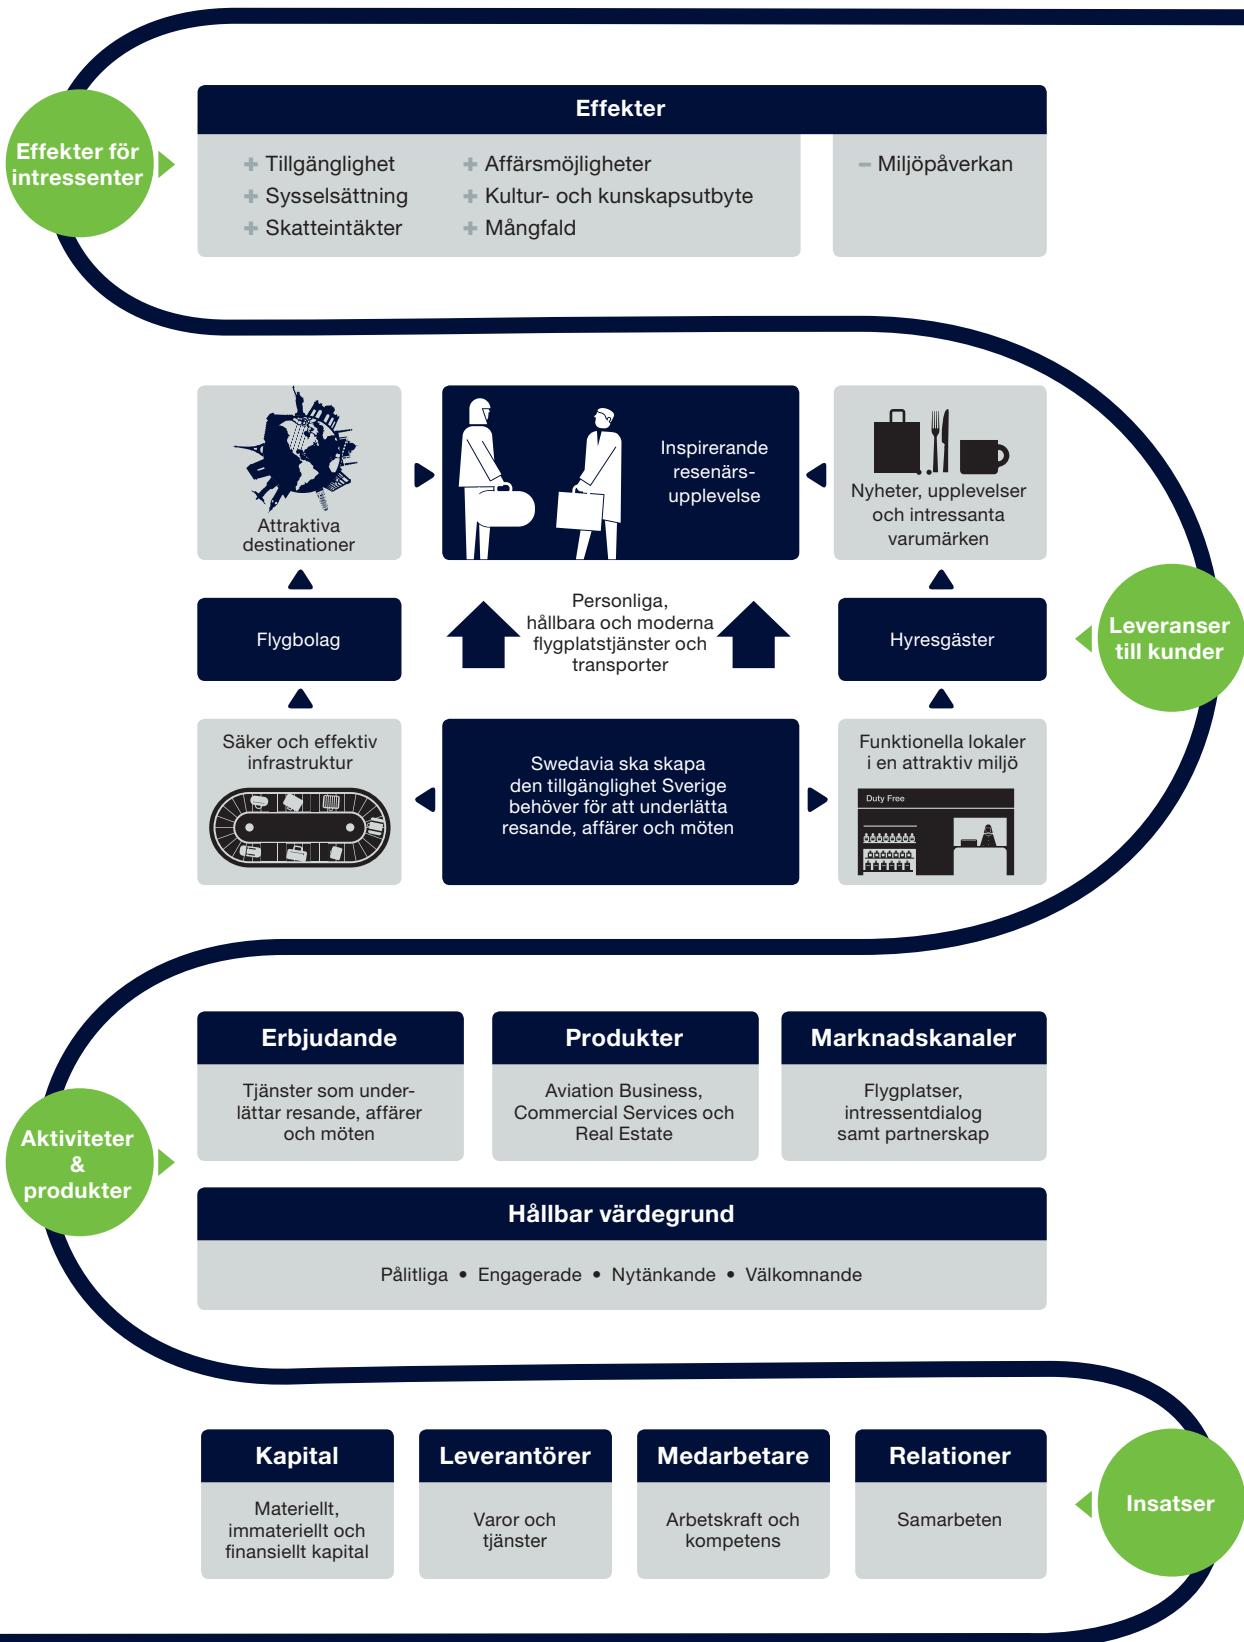 Effekter för
intressenter
Effekter
+ Tillgänglighet
+ Sysselsättning
+ Skatteintäkter
+ Affärsmöjligheter
+ Kultur- och kunskapsutbyte
+ Mångfald
– Miljöpåverkan
Attraktiva
destinationer
Inspirerande
resenärs-
upplevelse
Nyheter, upplevelser
och intressanta
varumärken
Flygbolag
Personliga,
hållbara och moderna
flygplatstjänster och
transporter
Hyresgäster
Leveranser
till kunder
Säker och effektiv
infrastruktur
Swedavia ska skapa
den tillgänglighet Sverige
behöver för att underlätta
resande, affärer och möten
Funktionella lokaler
i en attraktiv miljö
Duty Free
Aktiviteter
&
produkter
Erbjudande
Tjänster som under-
lättar resande, affärer
och möten
Produkter
Aviation Business,
Commercial Services och
Real Estate
Marknadskanaler
Flygplatser,
intressentdialog
samt partnerskap
Hållbar värdegrund
Pålitliga • Engagerade • Nytänkande • Välkomnande
Kapital
Materiellt,
immateriellt och
finansiellt kapital
Leverantörer
Varor och
tjänster
Medarbetare
Arbetskraft och
kompetens
Relationer
Samarbeten
Insatser